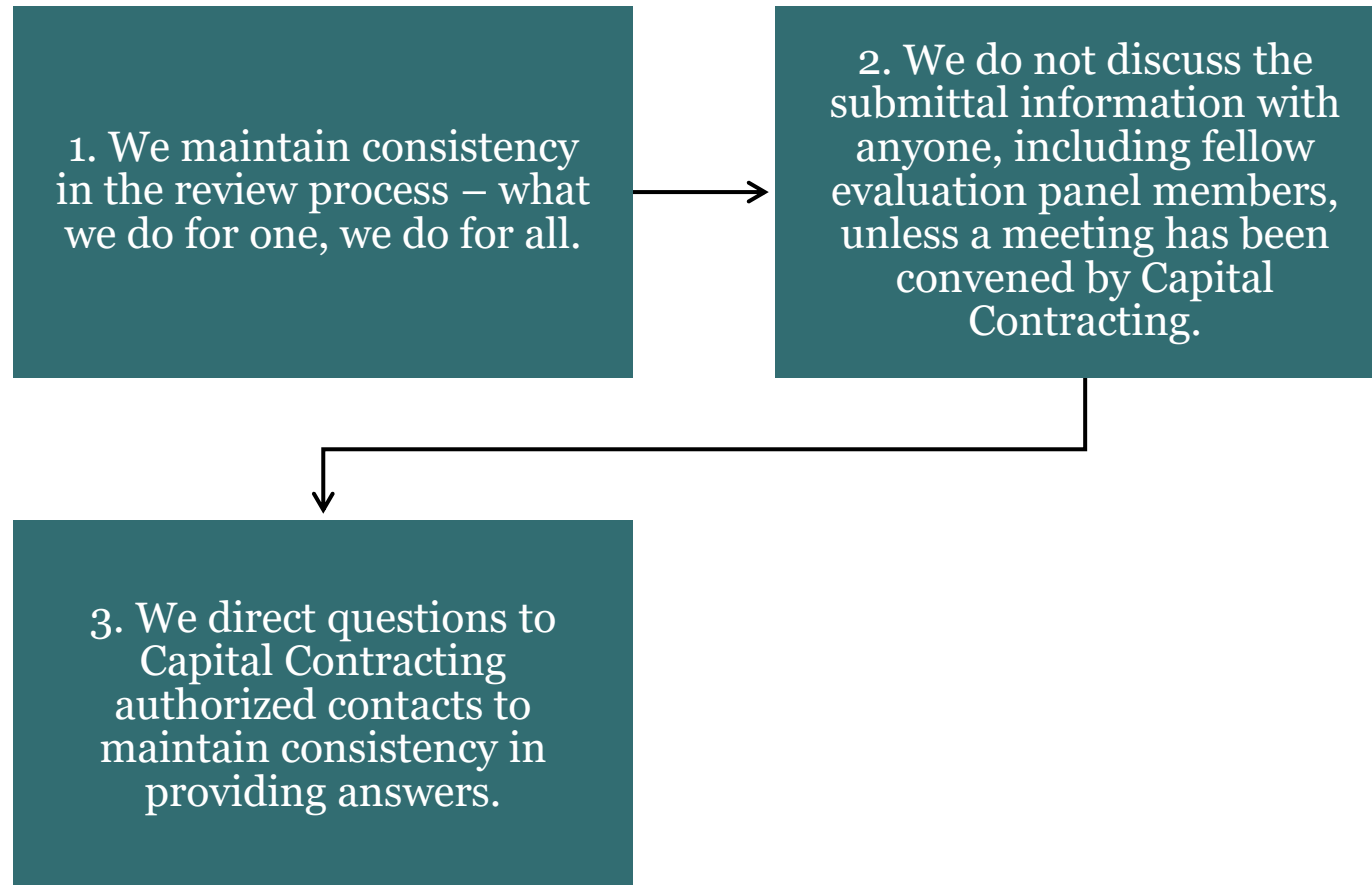 1. We maintain consistency
in the review process – what
we do for one, we do for all.
2. We do not discuss the
submittal information with
anyone, including fellow
evaluation panel members,
unless a meeting has been
convened by Capital
Contracting.
3. We direct questions to
Capital Contracting
authorized contacts to
maintain consistency in
providing answers.